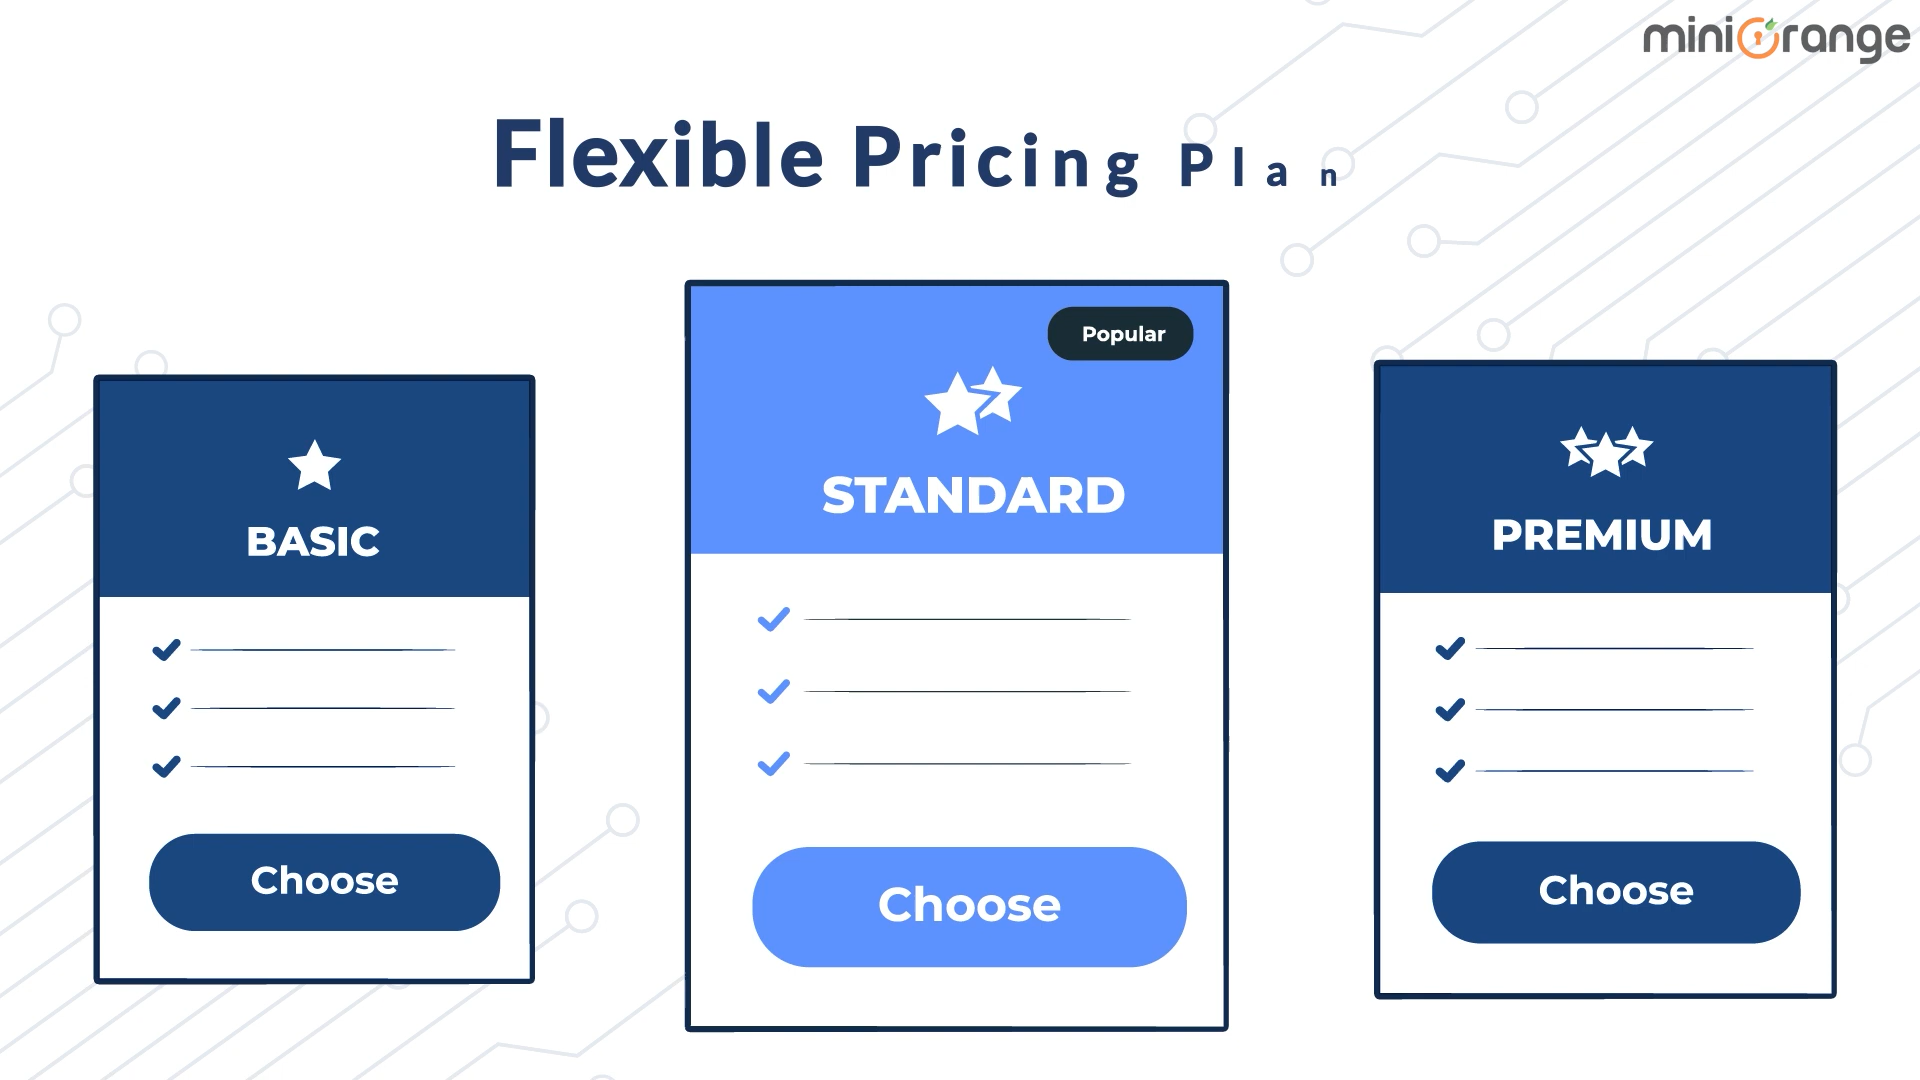 miniOrange
Flexible Pricing Plan
Popular
BASIC
STANDARD
PREMIUM
Choose
Choose
Choose